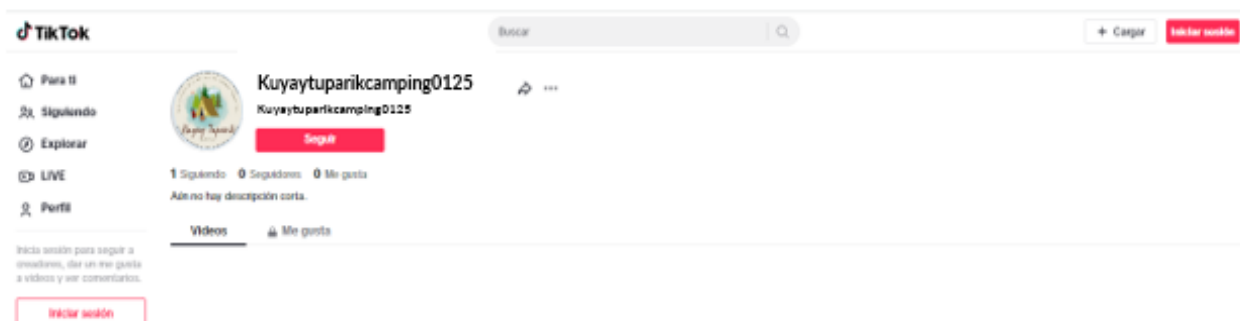 TikTok
Buscar
+ Cargar
Iniciar sesión
Para ti
Siguiendo
Explorar
LIVE
Perfil
Inicia sesión para seguir a
creadores, dar un me gusta
a videos y ver comentarios.
Iniciar sesión
Kuyaytuparikcamping0125
Kuyaytuparikcamping0125
Seguir
1 Siguiendo 0 Seguidores 0 Me gusta
Aún no hay descripción corta.
Videos
Me gusta